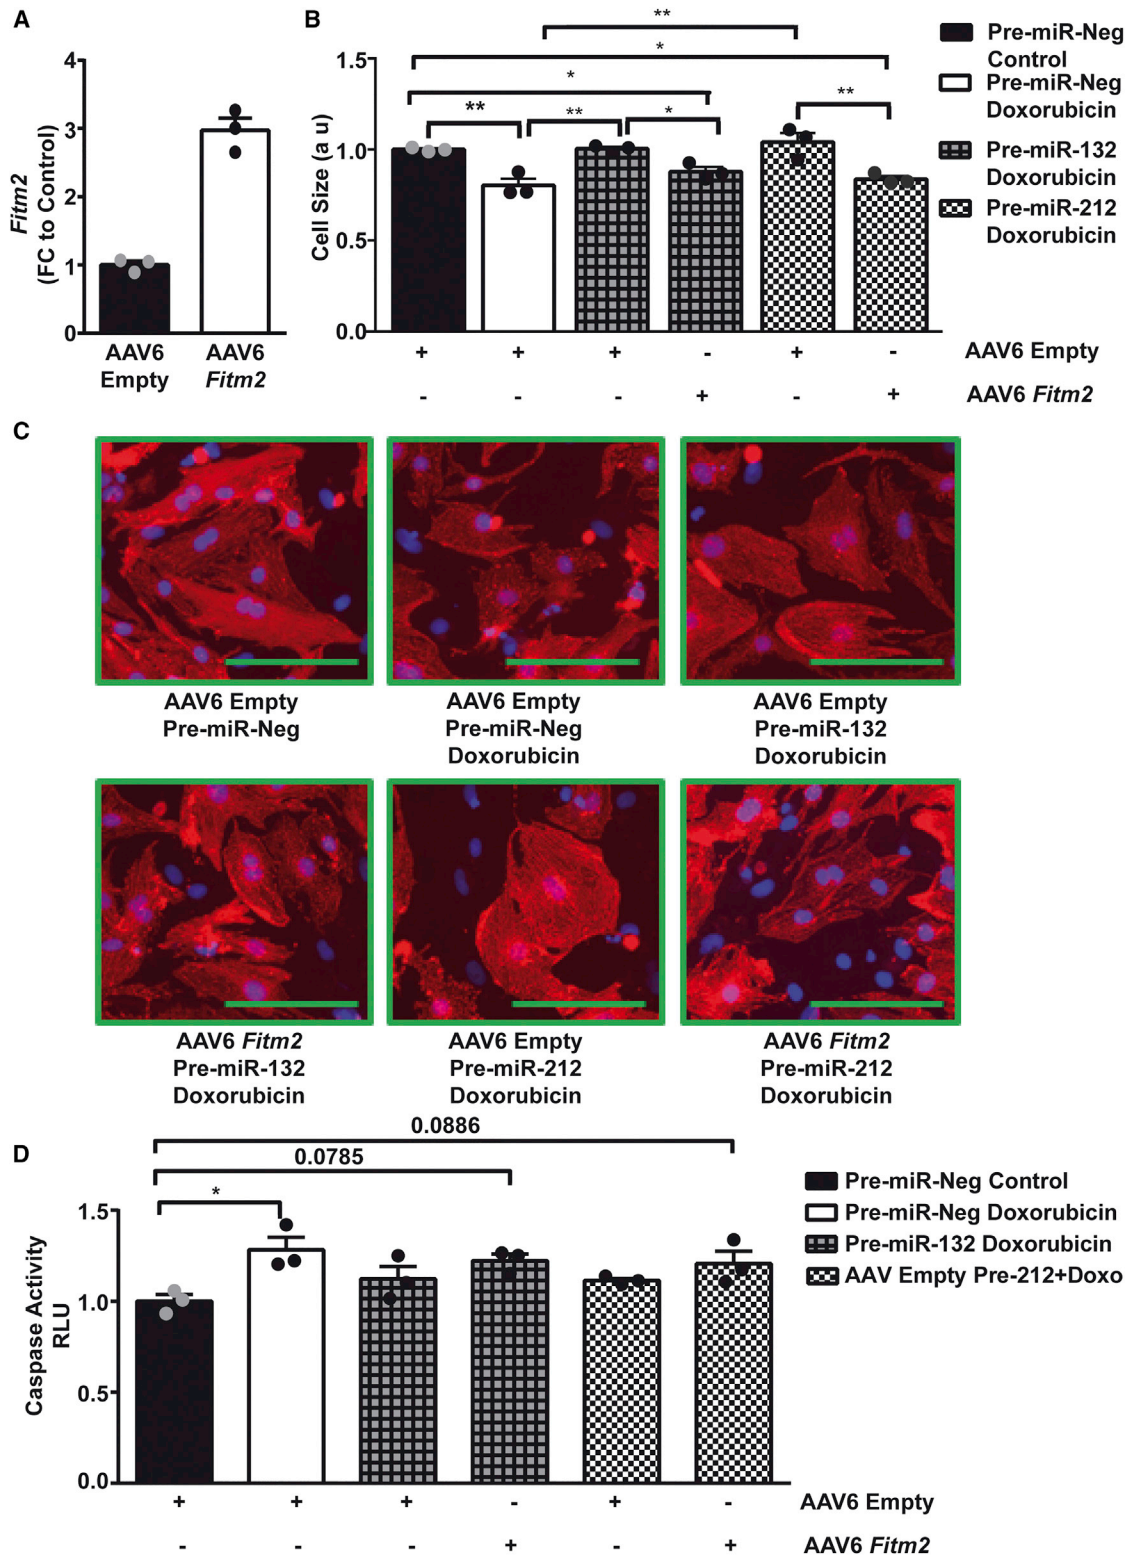 A
Fitm2
(FC to Control)
4
3
2
1
0
AAV6
Empty
AAV6
Fitm2
B
Cell Size (a u)
1.5
1.0
0.5
0.0
**
*
*
**
**
*
**
Pre-miR-Neg
Control
Pre-miR-Neg
Doxorubicin
Pre-miR-132
Doxorubicin
Pre-miR-212
Doxorubicin
+ + + - + - AAV6 Empty
- - - + - + AAV6 Fitm2
C
AAV6 Empty
Pre-miR-Neg
AAV6 Empty
Pre-miR-Neg
Doxorubicin
AAV6 Empty
Pre-miR-132
Doxorubicin
AAV6 Fitm2
Pre-miR-132
Doxorubicin
AAV6 Empty
Pre-miR-212
Doxorubicin
AAV6 Fitm2
Pre-miR-212
Doxorubicin
D
0.0886
0.0785
*
Caspase Activity
RLU
1.5
1.0
0.5
0.0
Pre-miR-Neg Control
Pre-miR-Neg Doxorubicin
Pre-miR-132 Doxorubicin
AAV Empty Pre-212+Doxo
+ + + - + - AAV6 Empty
- - - + - + AAV6 Fitm2